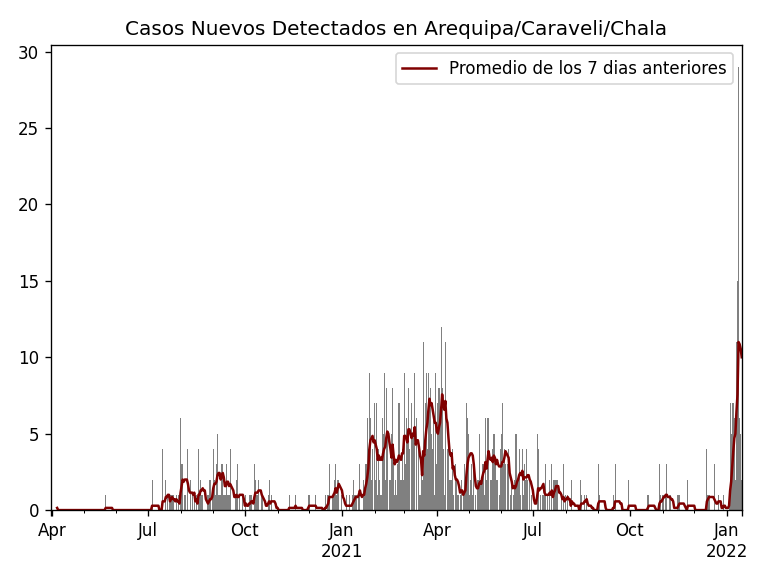 Casos Nuevos Detectados en Arequipa/Caraveli/Chala
Promedio de los 7 dias anteriores
30
25
20
15
10
5
0
Apr Jul Oct Jan Apr Jul Oct Jan
2021 2022